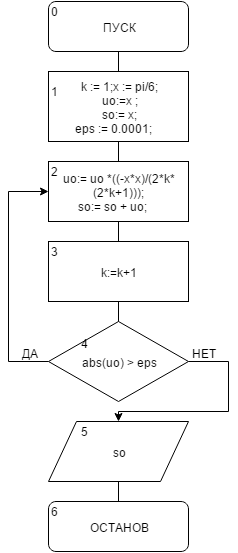 0
ПУСК
1
k := 1;x := pi/6;
uo:=x ;
so:= x;
eps := 0.0001;
2
uo:= uo *((-x*x)/(2*k*
(2*k+1)));
so:= so + uo;
3
k:=k+1
4
ДА
НЕТ
abs(uo) > eps
5
so
6
ОСТАНОВ